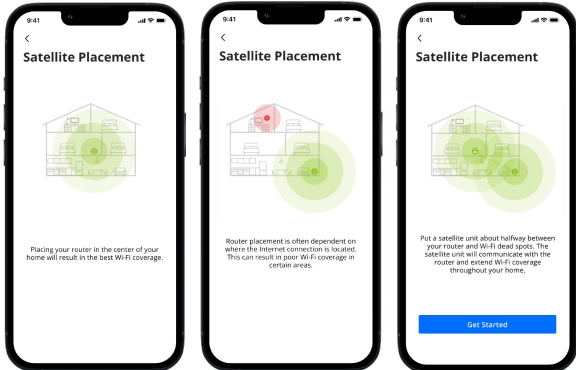 9:41
Satellite Placement
Placing your router in the center of your
home will result in the best Wi-Fi coverage.
9:41
Satellite Placement
Router placement is often dependent on
where the Internet connection is located.
This can result in poor Wi-Fi coverage in
certain areas.
9:41
Satellite Placement
Put a satellite unit about halfway between
your router and Wi-Fi dead spots. The
satellite unit will communicate with the
router and extend Wi-Fi coverage
throughout your home.
Get Started